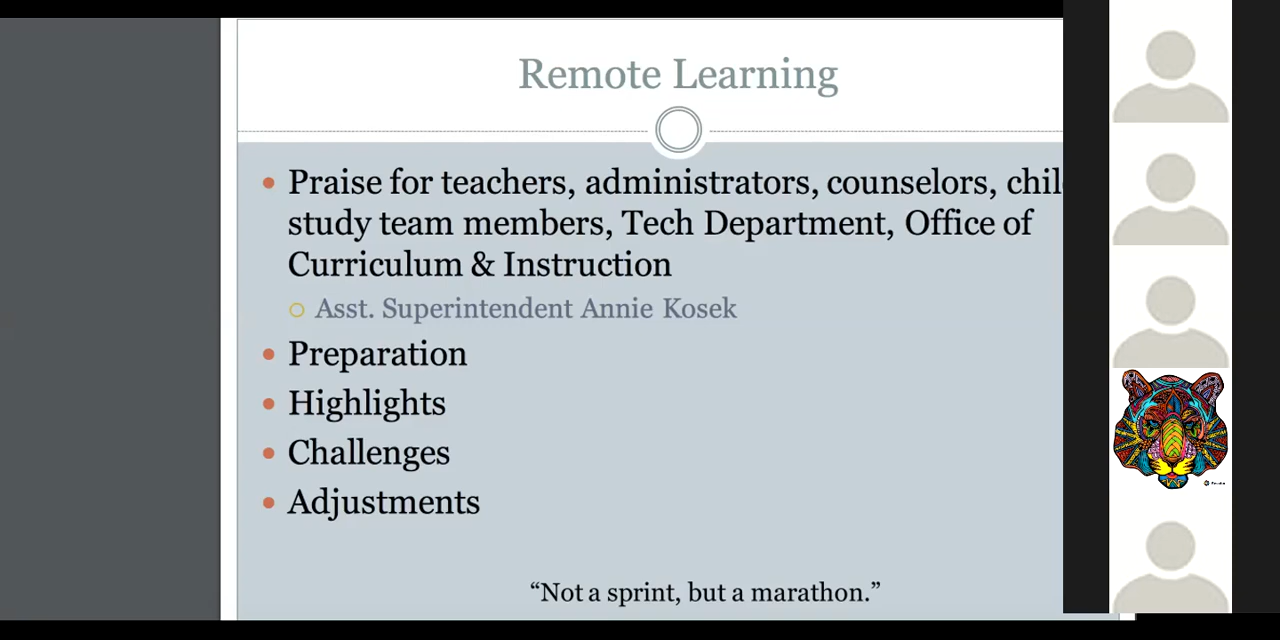 Remote Learning
Praise for teachers, administrators, counselors, chil
study team members, Tech Department, Office of
Curriculum & Instruction
Asst. Superintendent Annie Kosek
Preparation
Highlights
Challenges
Adjustments
“Not a sprint, but a marathon.”